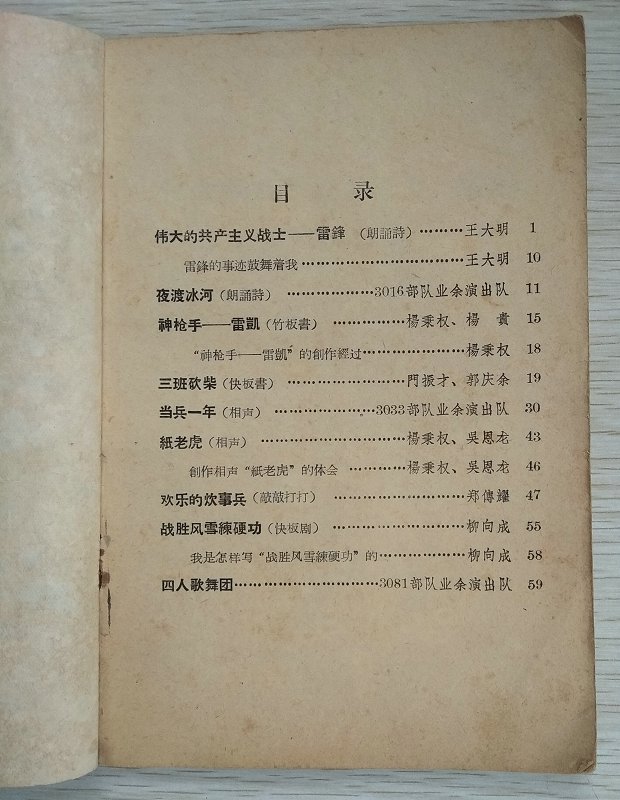 目 录
伟大的共产主义战士——雷鋒 (朗誦詩) ……… 王大明 1
雷鋒的事迹鼓舞着我 ……………………… 王大明 10
夜渡冰河 (朗誦詩) ……………… 3016部队业余演出队 11
神枪手——雷凱 (竹板書) ……………… 楊秉权、楊 貴 15
“神枪手——雷凱”的創作經过 ……………… 楊秉权 18
三班砍柴 (快板書) ……………… 門振才、郭庆余 19
当兵一年 (相声) ……………… 3033部队业余演出队 30
紙老虎 (相声) ……………… 楊秉权、吳恩龙 43
創作相声“紙老虎”的体会 ……… 楊秉权、吳恩龙 46
欢乐的炊事兵 (敲敲打打) ……………… 郑傳耀 47
战胜风雪練硬功 (快板剧) ……………… 柳向成 55
我是怎样写“战胜风雪練硬功”的 ……………… 柳向成 58
四人歌舞团 ……………………… 3081部队业余演出队 59